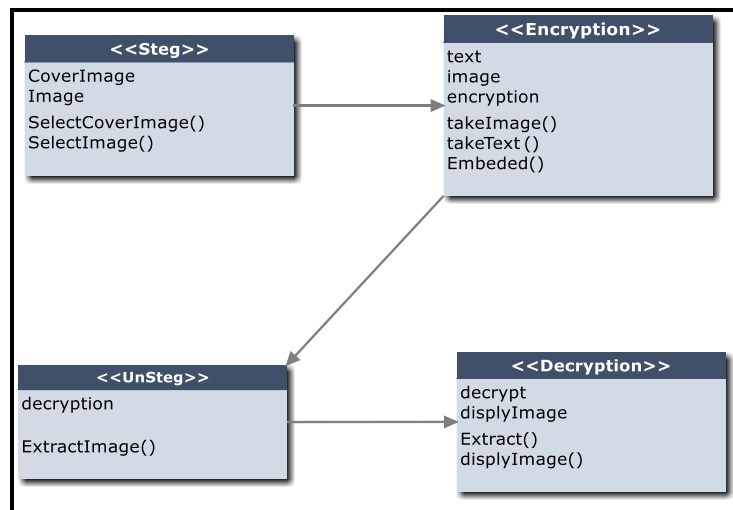 <<Steg>>
CoverImage
Image
SelectCoverImage()
SelectImage()
<<Encryption>>
text
image
encryption
takeImage()
takeText()
Embeded()
<<UnSteg>>
decryption
ExtractImage()
<<Decryption>>
decrypt
displyImage
Extract()
displyImage()